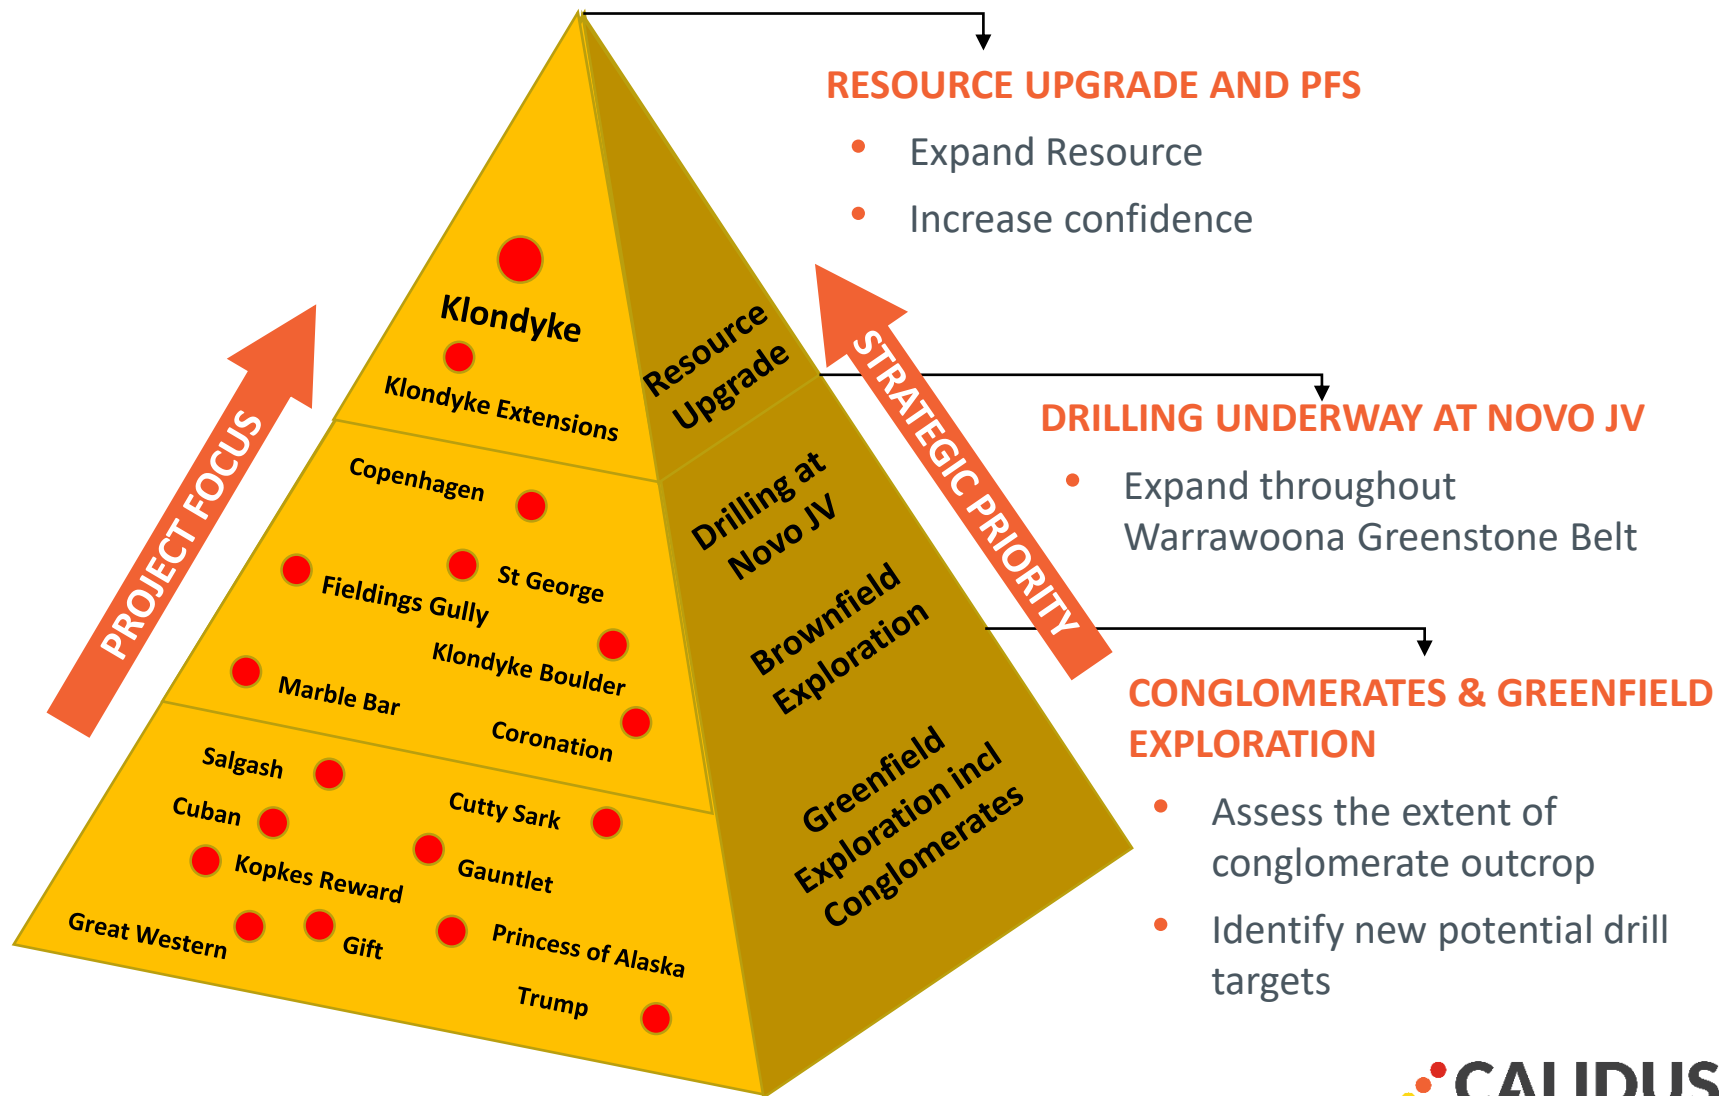 RESOURCE UPGRADE AND PFS
• Expand Resource
• Increase confidence
Klondyke
Klondyke Extensions
Resource
Upgrade
PROJECT FOCUS
STRATEGIC PRIORITY
DRILLING UNDERWAY AT NOVO JV
• Expand throughout
Warrawoona Greenstone Belt
Copenhagen
St George
Fieldings Gully
Klondyke Boulder
Marble Bar
Coronation
Drilling at
Novo JV
Brownfield
Exploration
CONGLOMERATES & GREENFIELD
EXPLORATION
• Assess the extent of
conglomerate outcrop
• Identify new potential drill
targets
Salgash
Cutty Sark
Cuban
Gauntlet
Kopkes Reward
Great Western
Gift
Princess of Alaska
Trump
Greenfield
Exploration incl
Conglomerates
CALIDUS